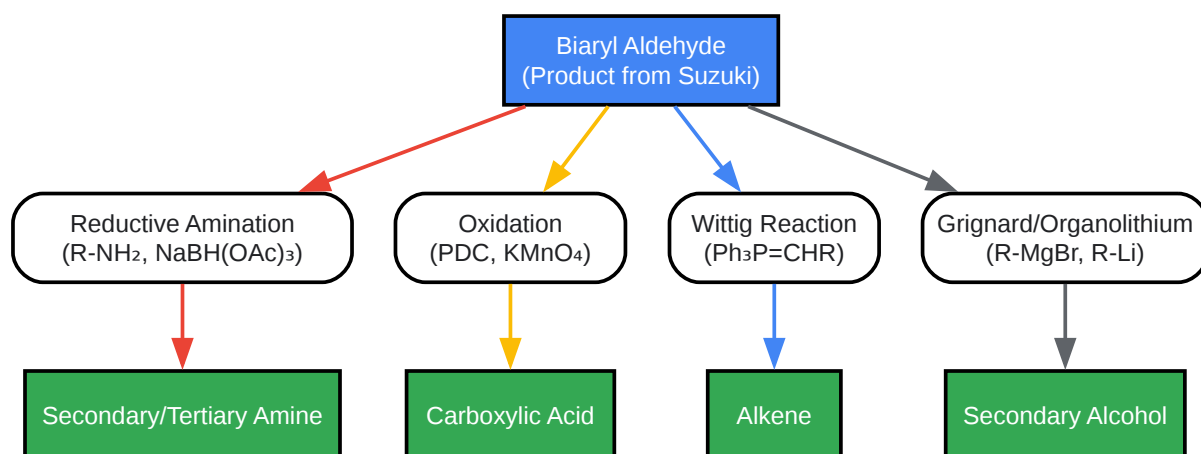 Biaryl Aldehyde
(Product from Suzuki)
Reductive Amination
(R-NH₂, NaBH(OAc)₃)
Oxidation
(PDC, KMnO₄)
Wittig Reaction
(Ph₃P=CHR)
Grignard/Organolithium
(R-MgBr, R-Li)
Secondary/Tertiary Amine
Carboxylic Acid
Alkene
Secondary Alcohol